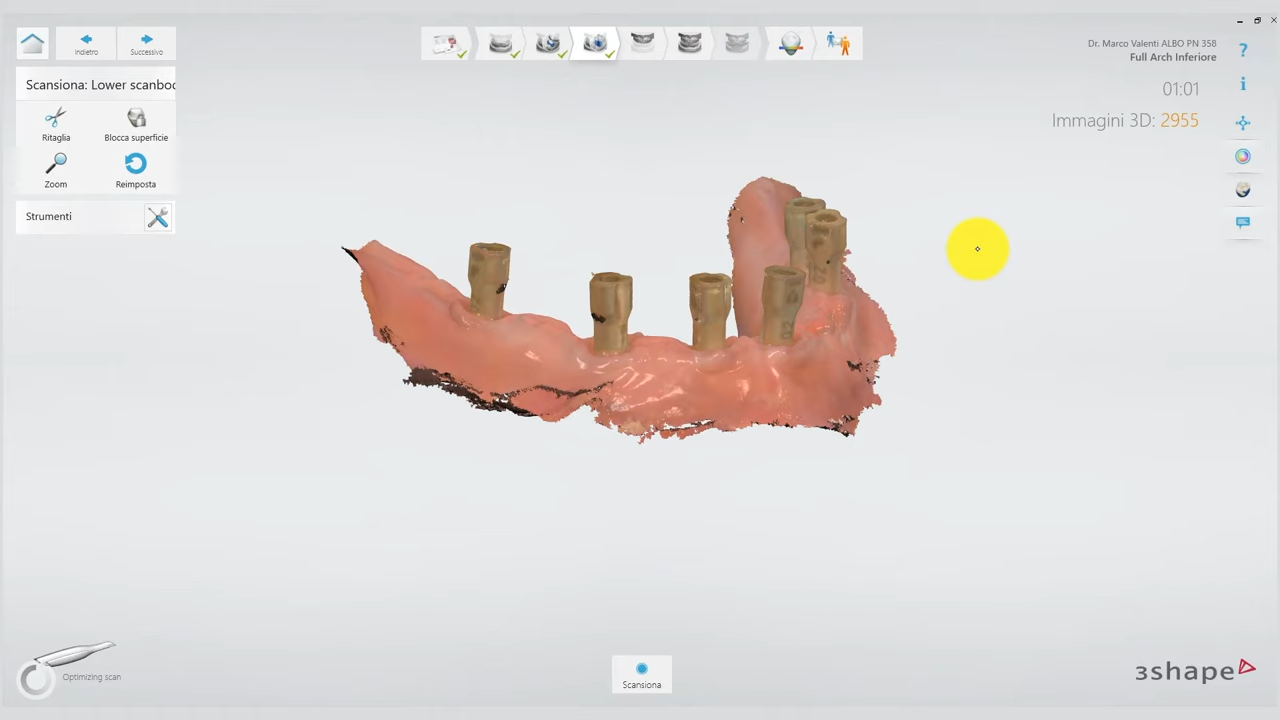 Indietro
Successivo
Dr. Marco Valenti ALBO PN 358
Full Arch Inferiore
Scansiona: Lower scanbod
01:01
Immagini 3D: 2955
Ritaglia
Blocca superficie
Zoom
Reimposta
Strumenti
Optimizing scan
Scansiona
3shape